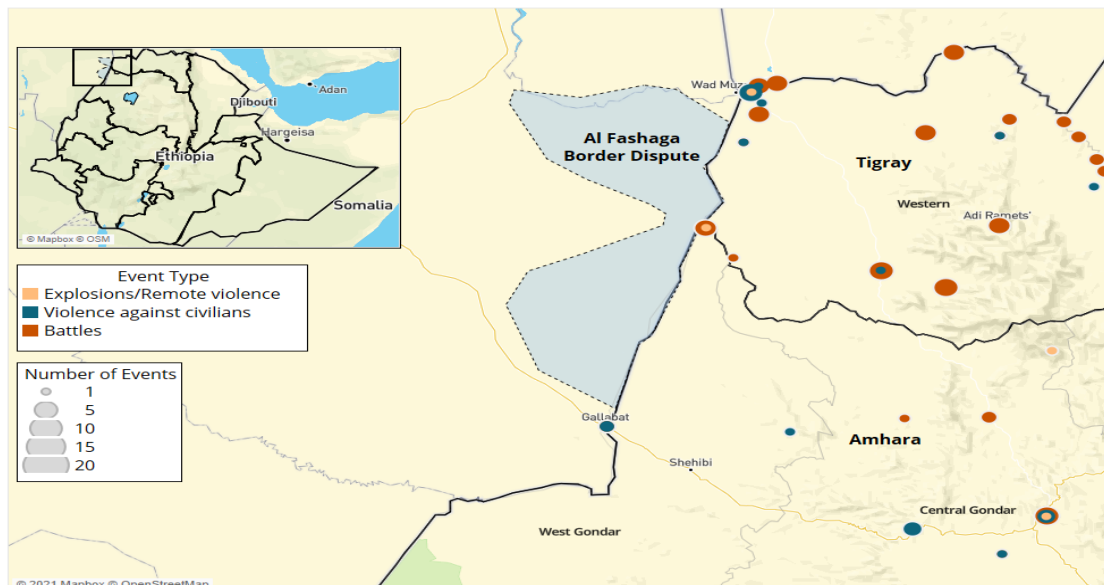 Adan
Djibouti
Hargeisa
Ethiopia
Somalia
© Mapbox © OSM
Event Type
Explosions/Remote violence
Violence against civilians
Battles
Number of Events
1
5
10
15
20
Wad Muz
Al Fashaga
Border Dispute
Tigray
Western
Adi Ramets'
Gallabat
Amhara
Shehibi
Central Gondar
West Gondar
© 2021 Mapbox © OpenStreetMap